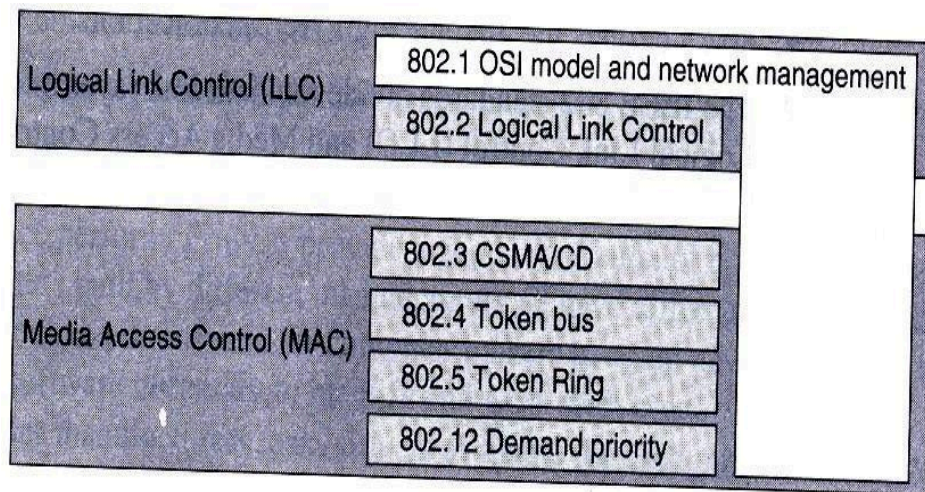 Logical Link Control (LLC)
802.1 OSI model and network management
802.2 Logical Link Control
Media Access Control (MAC)
802.3 CSMA/CD
802.4 Token bus
802.5 Token Ring
802.12 Demand priority